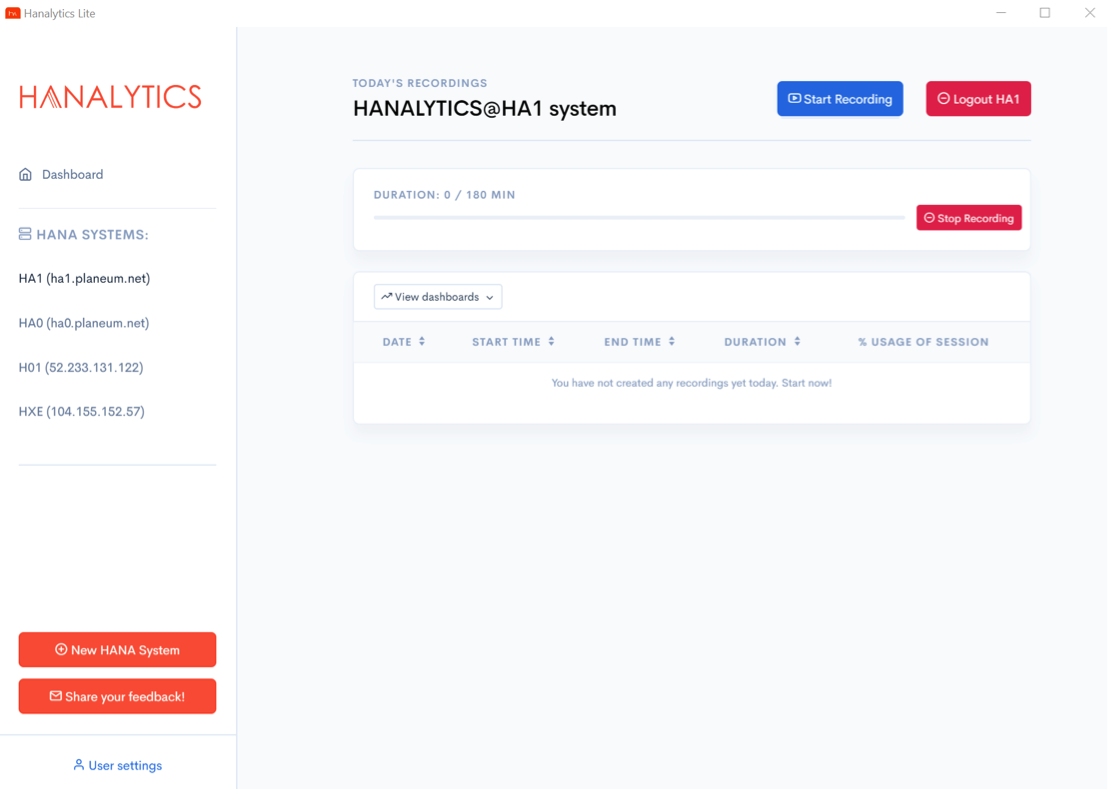 Hanalytics Lite
HANALYTICS
Dashboard
HANA SYSTEMS:
HA1 (ha1.planeum.net)
HA0 (ha0.planeum.net)
H01 (52.233.131.122)
HXE (104.155.152.57)
New HANA System
Share your feedback!
User settings
TODAY'S RECORDINGS
HANALYTICS@HA1 system
Start Recording
Logout HA1
DURATION: 0 / 180 MIN
Stop Recording
View dashboards
DATE START TIME END TIME DURATION % USAGE OF SESSION
You have not created any recordings yet today. Start now!